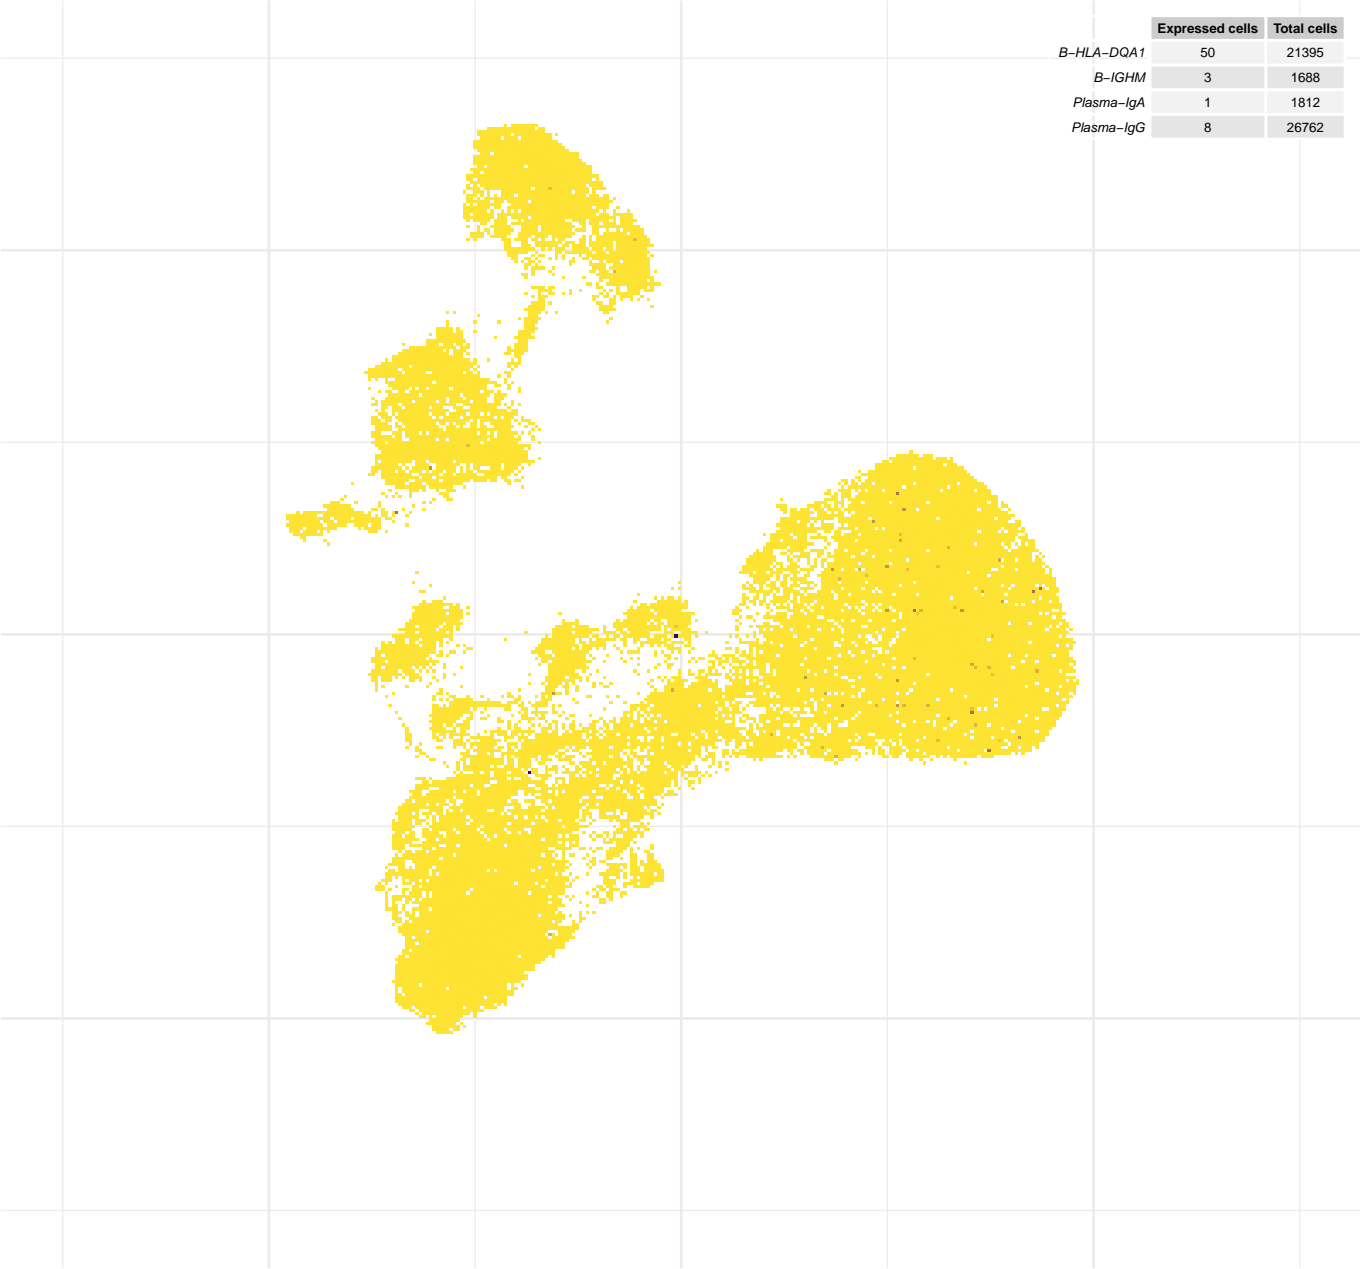 Expressed cells Total cells
B−HLA−DQA1 50 21395
B−IGHM 3 1688
Plasma−IgA 1 1812
Plasma−IgG 8 26762